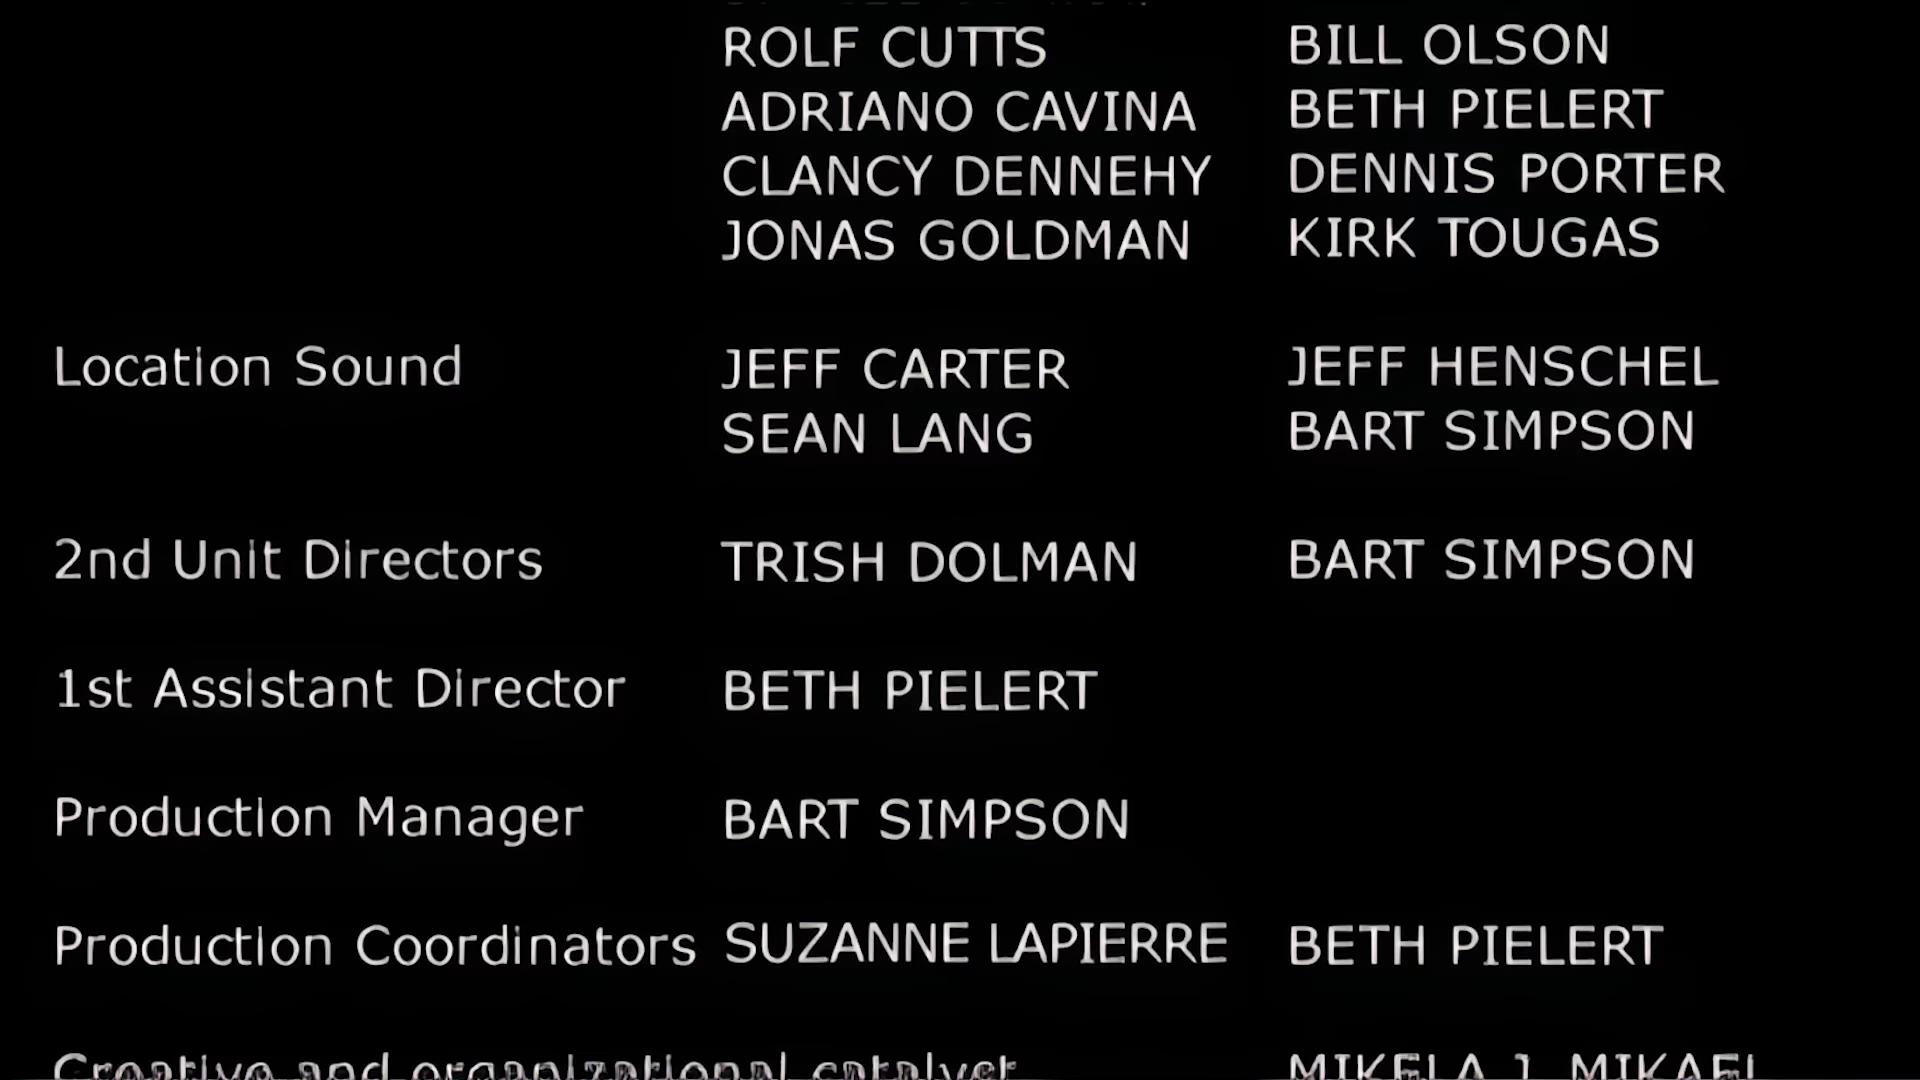 ROLF CUTTS BILL OLSON
ADRIANO CAVINA BETH PIELERT
CLANCY DENNEHY DENNIS PORTER
JONAS GOLDMAN KIRK TOUGAS
Location Sound JEFF CARTER JEFF HENSCHEL
SEAN LANG BART SIMPSON
2nd Unit Directors TRISH DOLMAN BART SIMPSON
1st Assistant Director BETH PIELERT
Production Manager BART SIMPSON
Production Coordinators SUZANNE LAPIERRE BETH PIELERT
Creative and organizational catalyst MIKELA J. MIKAEL